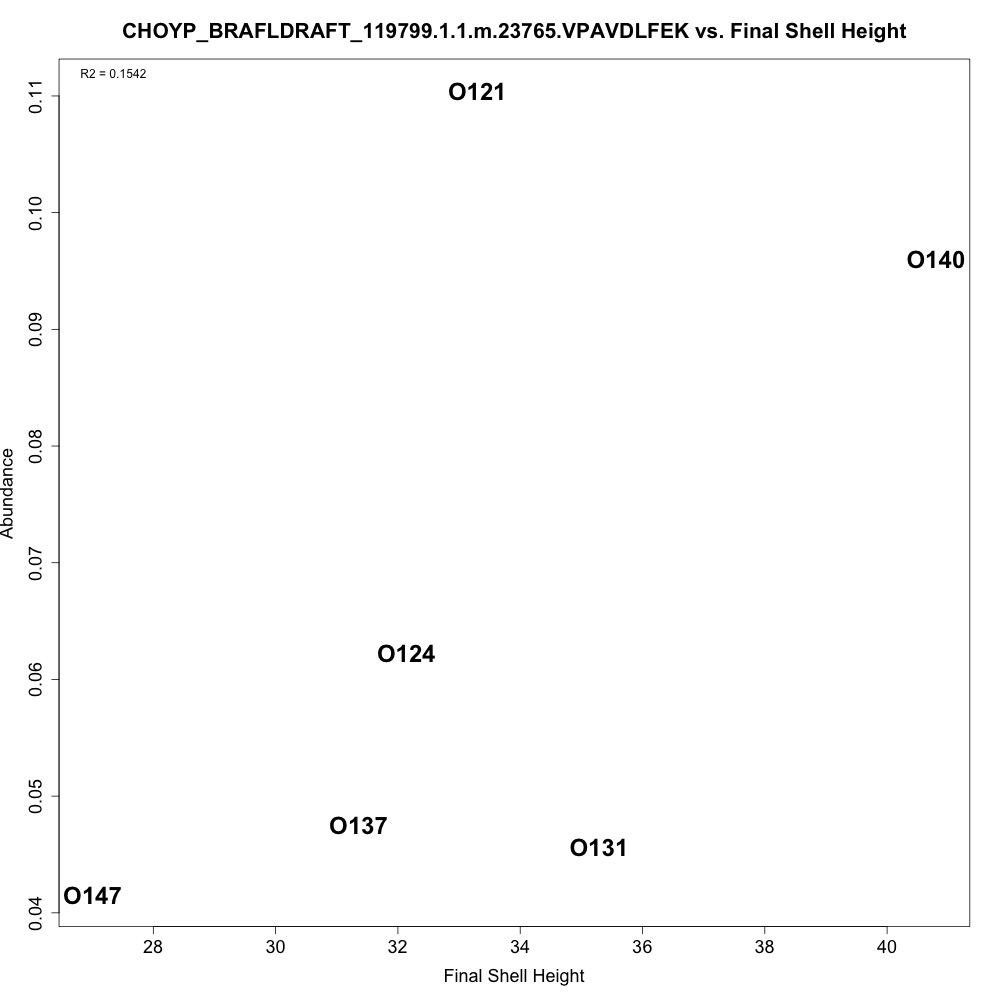 CHOYP_BRAFLDRAFT_119799.1.1.m.23765.VPAVDLFEK vs. Final Shell Height
R2 = 0.1542
O121
O140
O124
O137
O131
O147
0.11
0.10
0.09
0.08
0.07
0.06
0.05
0.04
Abundance
28 30 32 34 36 38 40
Final Shell Height